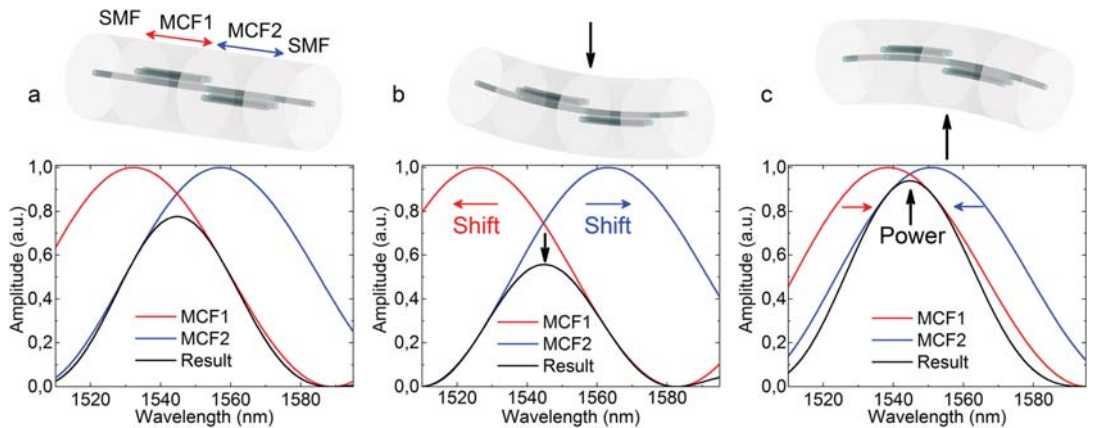 SMF MCF1 MCF2 SMF
a
1,0
0,8
0,6
0,4
0,2
0,0
Amplitude (a.u.)
MCF1
MCF2
Result
1520 1540 1560 1580
Wavelength (nm)
b
1,0
0,8
0,6
0,4
0,2
0,0
Amplitude (a.u.)
Shift Shift
MCF1
MCF2
Result
1520 1540 1560 1580
Wavelength (nm)
c
1,0
0,8
0,6
0,4
0,2
0,0
Amplitude (a.u.)
Power
MCF1
MCF2
Result
1520 1540 1560 1580
Wavelength (nm)